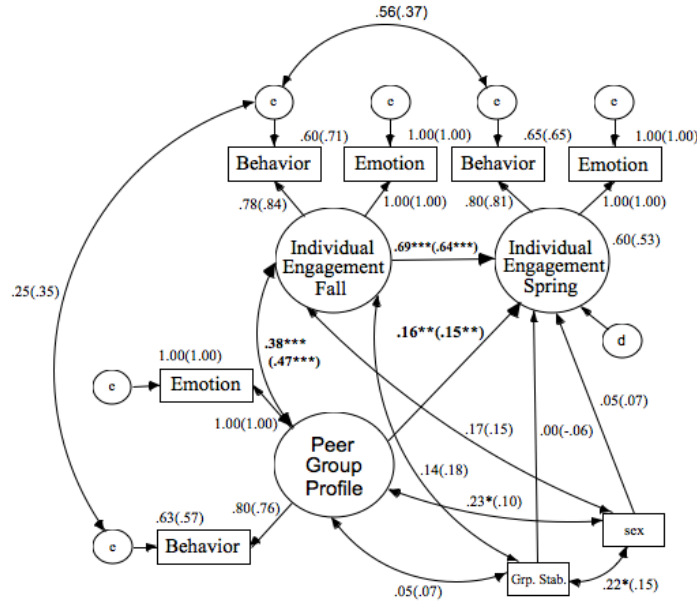 .56(.37)
e
e
e
e
.60(.71)
1.00(1.00)
.65(.65)
1.00(1.00)
Behavior
Emotion
Behavior
Emotion
.78(.84)
1.00(1.00)
.80(.81)
1.00(1.00)
Individual
Engagement
Fall
.69***(.64***)
Individual
Engagement
Spring
.60(.53)
.25(.35)
.38***
(.47***)
.16**(.15**)
d
1.00(1.00)
e
Emotion
1.00(1.00)
.05(.07)
Peer
Group
Profile
.17(.15)
.00(-.06)
.14(.18)
.23*(.10)
.63(.57)
.80(.76)
e
Behavior
sex
.05(.07)
Grp. Stab.
.22*(.15)